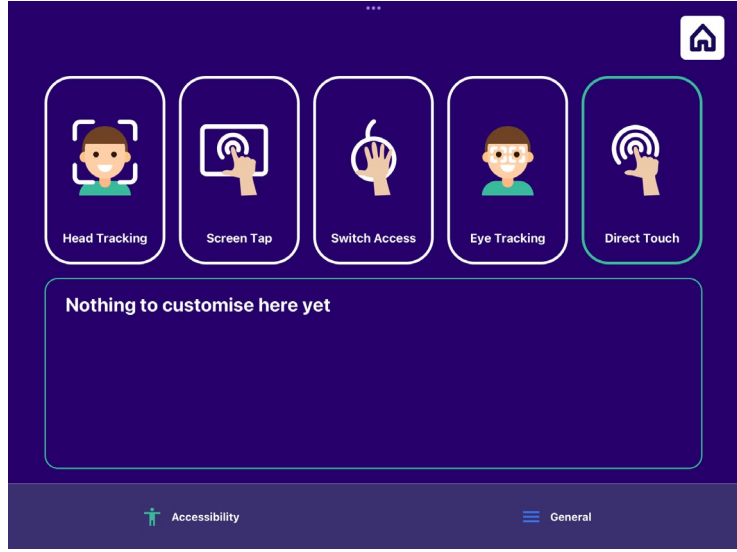 Head Tracking
Screen Tap
Switch Access
Eye Tracking
Direct Touch
Nothing to customise here yet
Accessibility
General